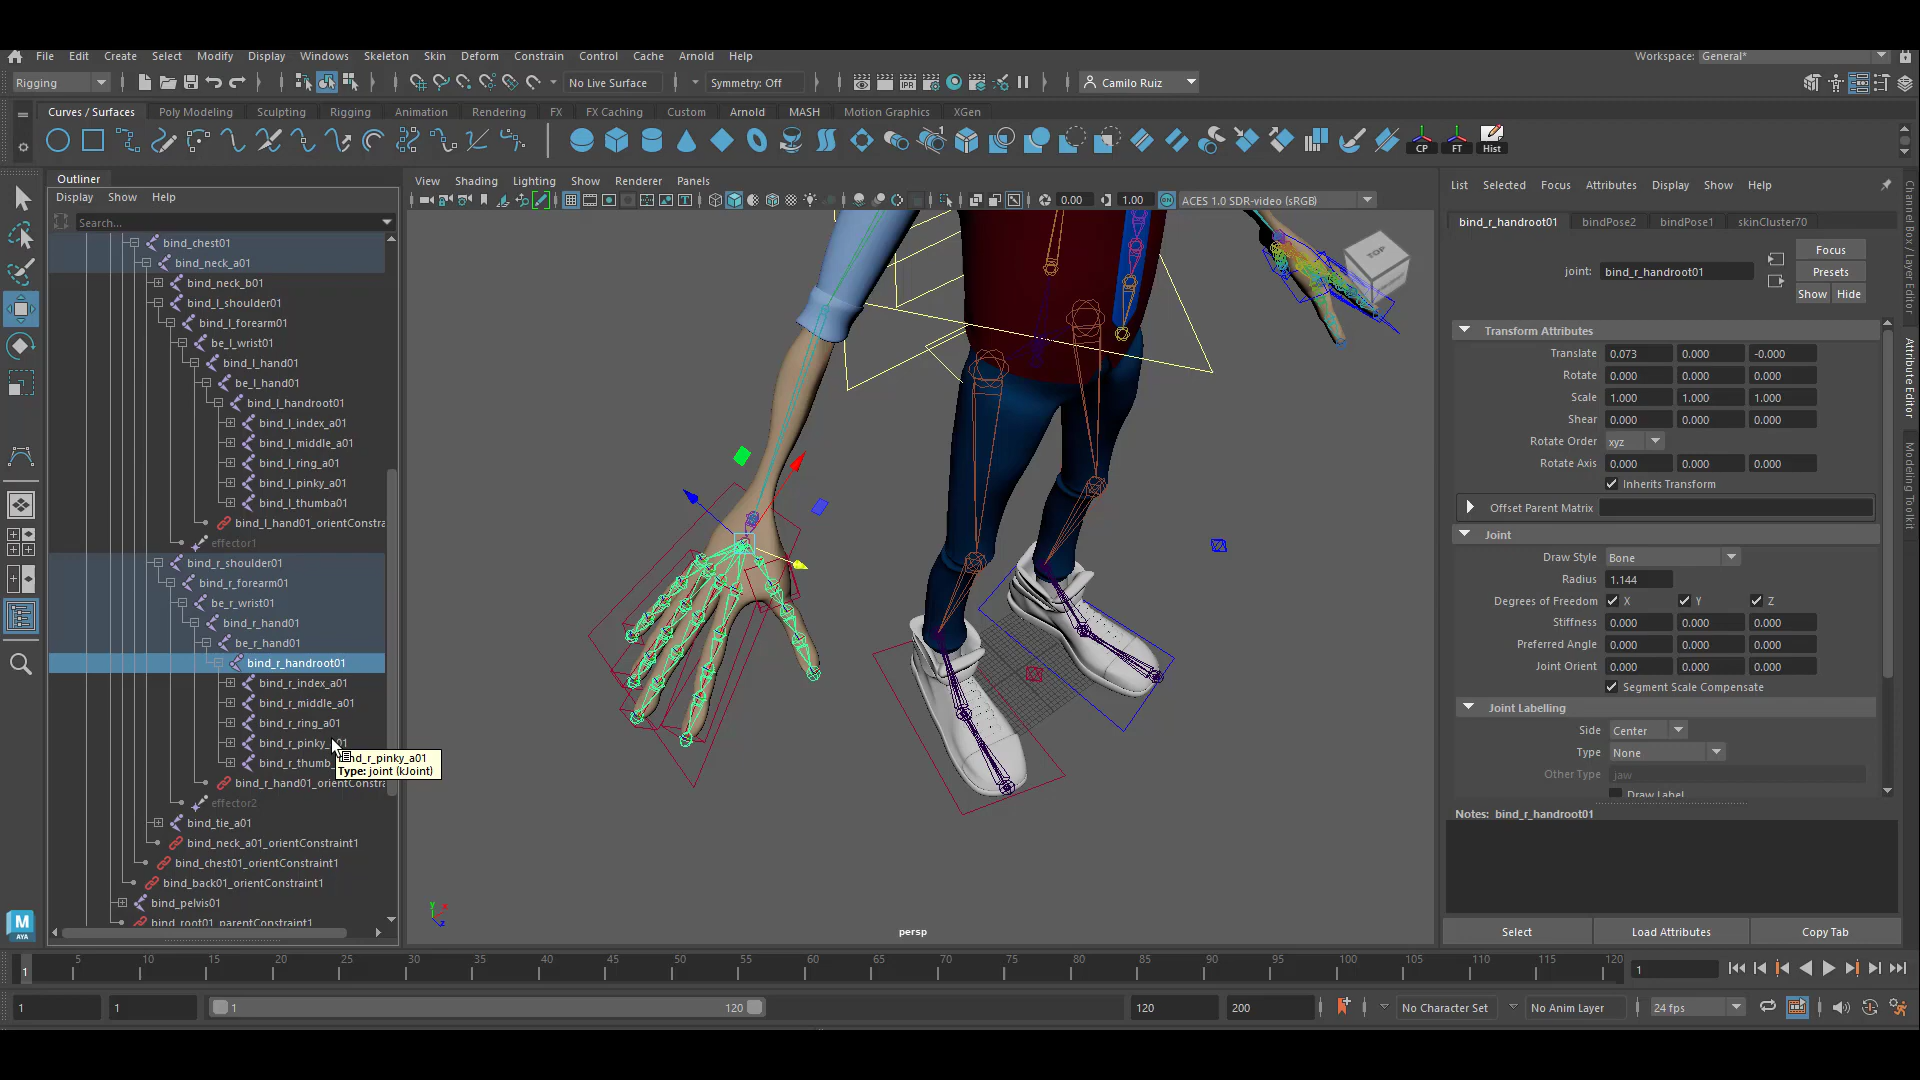 File Edit Create Select Modify Display Windows Skeleton Skin Deform Constrain Control Cache Arnold Help
Workspace: General*
Rigging
No Live Surface
Symmetry: Off
Camilo Ruiz
Curves / Surfaces Poly Modeling Sculpting Rigging Animation Rendering FX FX Caching Custom Arnold MASH Motion Graphics XGen
CP FT Hist
Outliner
Display Show Help
Search...
bind_chest01
bind_neck_a01
bind_neck_b01
bind_l_shoulder01
bind_l_forearm01
be_l_wrist01
bind_l_hand01
be_l_hand01
bind_l_handroot01
bind_l_index_a01
bind_l_middle_a01
bind_l_ring_a01
bind_l_pinky_a01
bind_l_thumba01
bind_l_hand01_orientConstra
effector1
bind_r_shoulder01
bind_r_forearm01
be_r_wrist01
bind_r_hand01
be_r_hand01
bind_r_handroot01
bind_r_index_a01
bind_r_middle_a01
bind_r_ring_a01
bind_r_pinky_a01
bind_r_thumb_
bind_r_hand01_orientConstra
effector2
bind_tie_a01
bind_neck_a01_orientConstraint1
bind_chest01_orientConstraint1
bind_back01_orientConstraint1
bind_pelvis01
bind_root01_parentConstraint1
bind_r_pinky_a01
Type: joint (kJoint)
View Shading Lighting Show Renderer Panels
0.00 1.00 ACES 1.0 SDR-video (sRGB)
TOP
persp
List Selected Focus Attributes Display Show Help
bind_r_handroot01 bindPose2 bindPose1 skinCluster70
joint: bind_r_handroot01
Focus
Presets
Show Hide
Transform Attributes
Translate 0.073 0.000 -0.000
Rotate 0.000 0.000 0.000
Scale 1.000 1.000 1.000
Shear 0.000 0.000 0.000
Rotate Order xyz
Rotate Axis 0.000 0.000 0.000
Inherits Transform
Offset Parent Matrix
Joint
Draw Style Bone
Radius 1.144
Degrees of Freedom X Y Z
Stiffness 0.000 0.000 0.000
Preferred Angle 0.000 0.000 0.000
Joint Orient 0.000 0.000 0.000
Segment Scale Compensate
Joint Labelling
Side Center
Type None
Other Type jaw
Draw Label
Notes: bind_r_handroot01
Select Load Attributes Copy Tab
Channel Box / Layer Editor
Attribute Editor
Modeling Toolkit
M
AYA
1 5 10 15 20 25 30 35 40 45 50 55 60 65 70 75 80 85 90 95 100 105 110 115 120
1
1 1 1 120 120 200 No Character Set No Anim Layer 24 fps